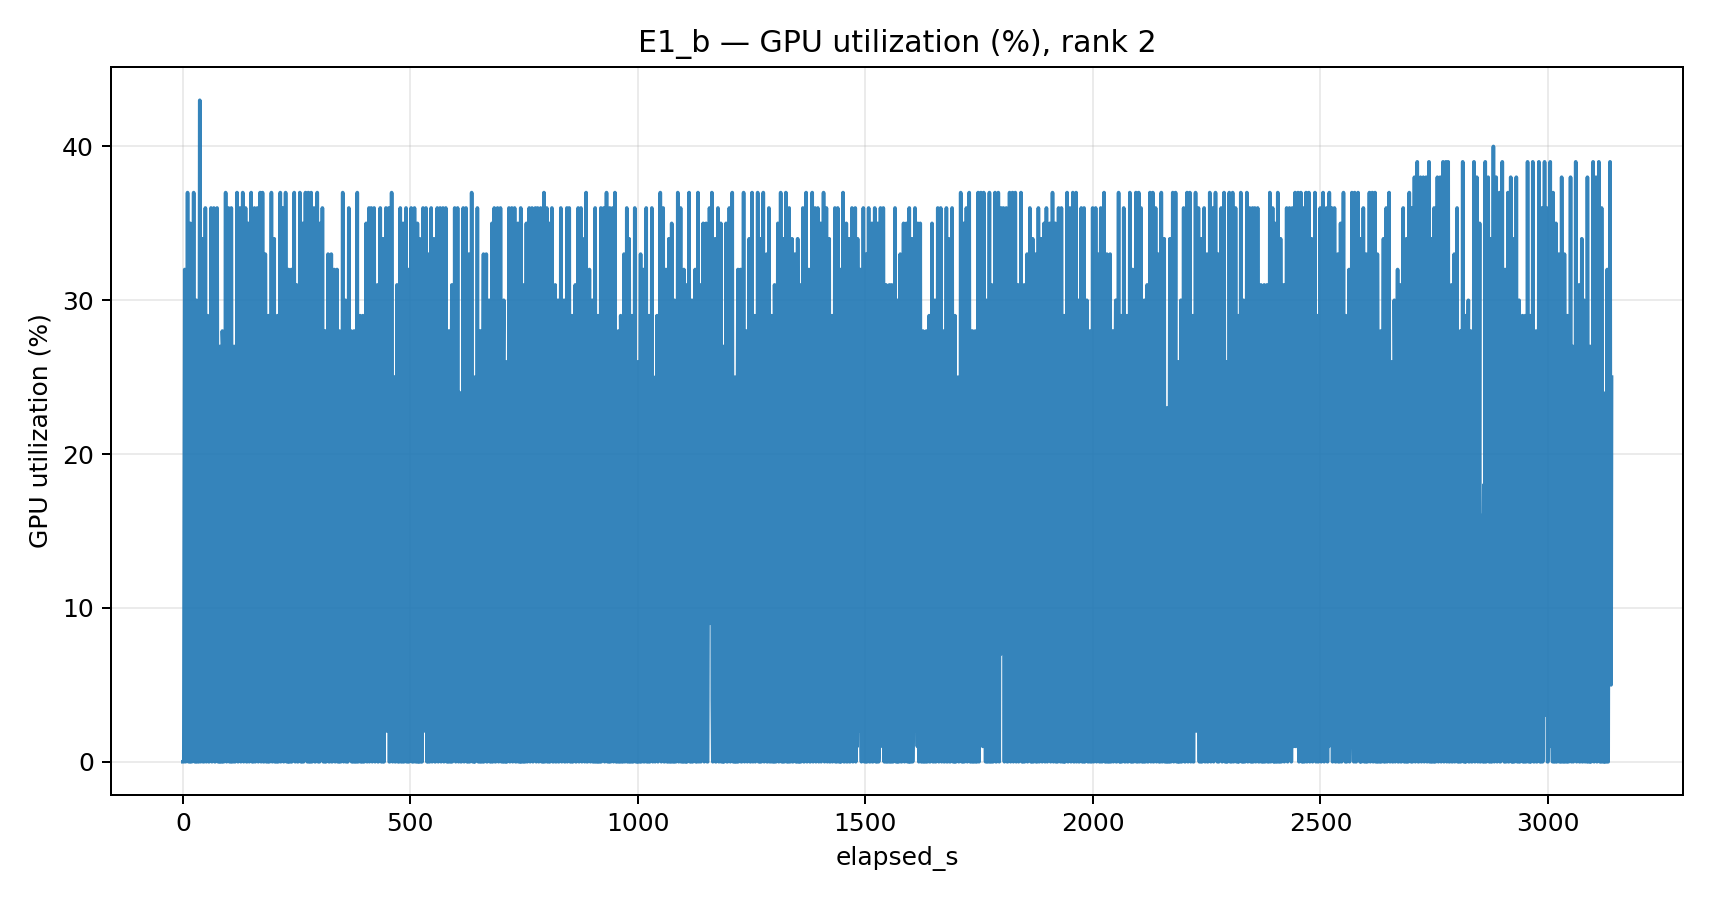 E1_b — GPU utilization (%), rank 2
GPU utilization (%)
40
30
20
10
0
0 500 1000 1500 2000 2500 3000
elapsed_s